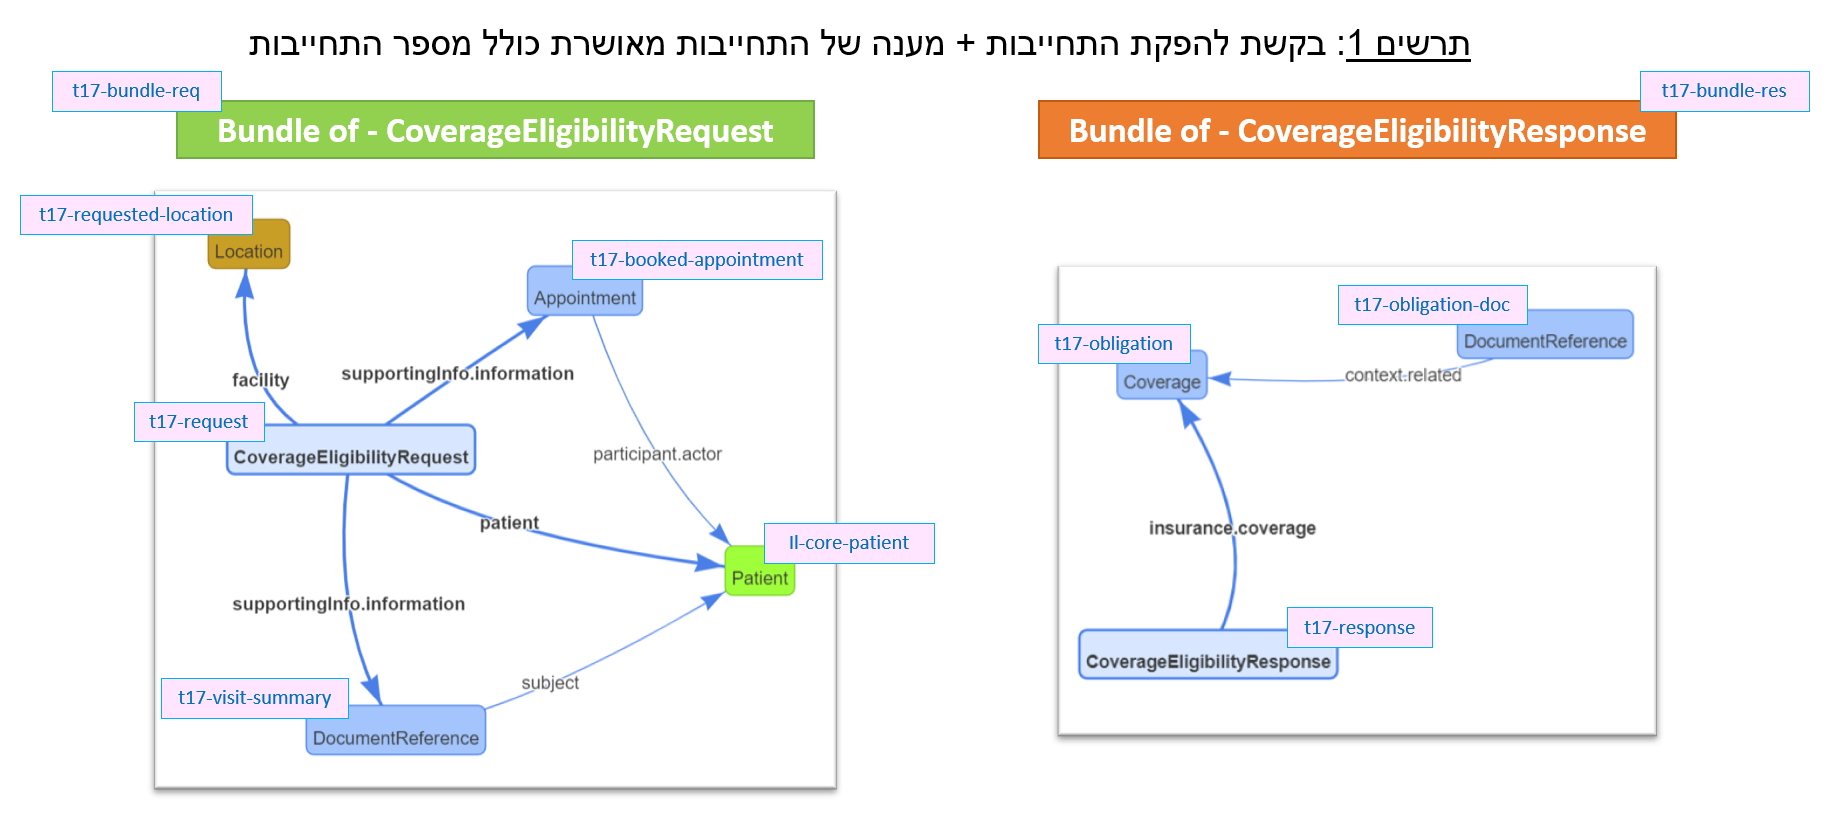 תרשים 1: בקשת להפקת התחייבות + מענה של התחייבות מאושרת כולל מספר התחייבות
t17-bundle-req
Bundle of - CoverageEligibilityRequest
t17-requested-location
Location
t17-booked-appointment
Appointment
facility
supportingInfo.information
t17-request
CoverageEligibilityRequest
participant.actor
patient
Il-core-patient
Patient
supportingInfo.information
subject
t17-visit-summary
DocumentReference
t17-bundle-res
Bundle of - CoverageEligibilityResponse
t17-obligation-doc
DocumentReference
t17-obligation
Coverage
context.related
insurance.coverage
t17-response
CoverageEligibilityResponse